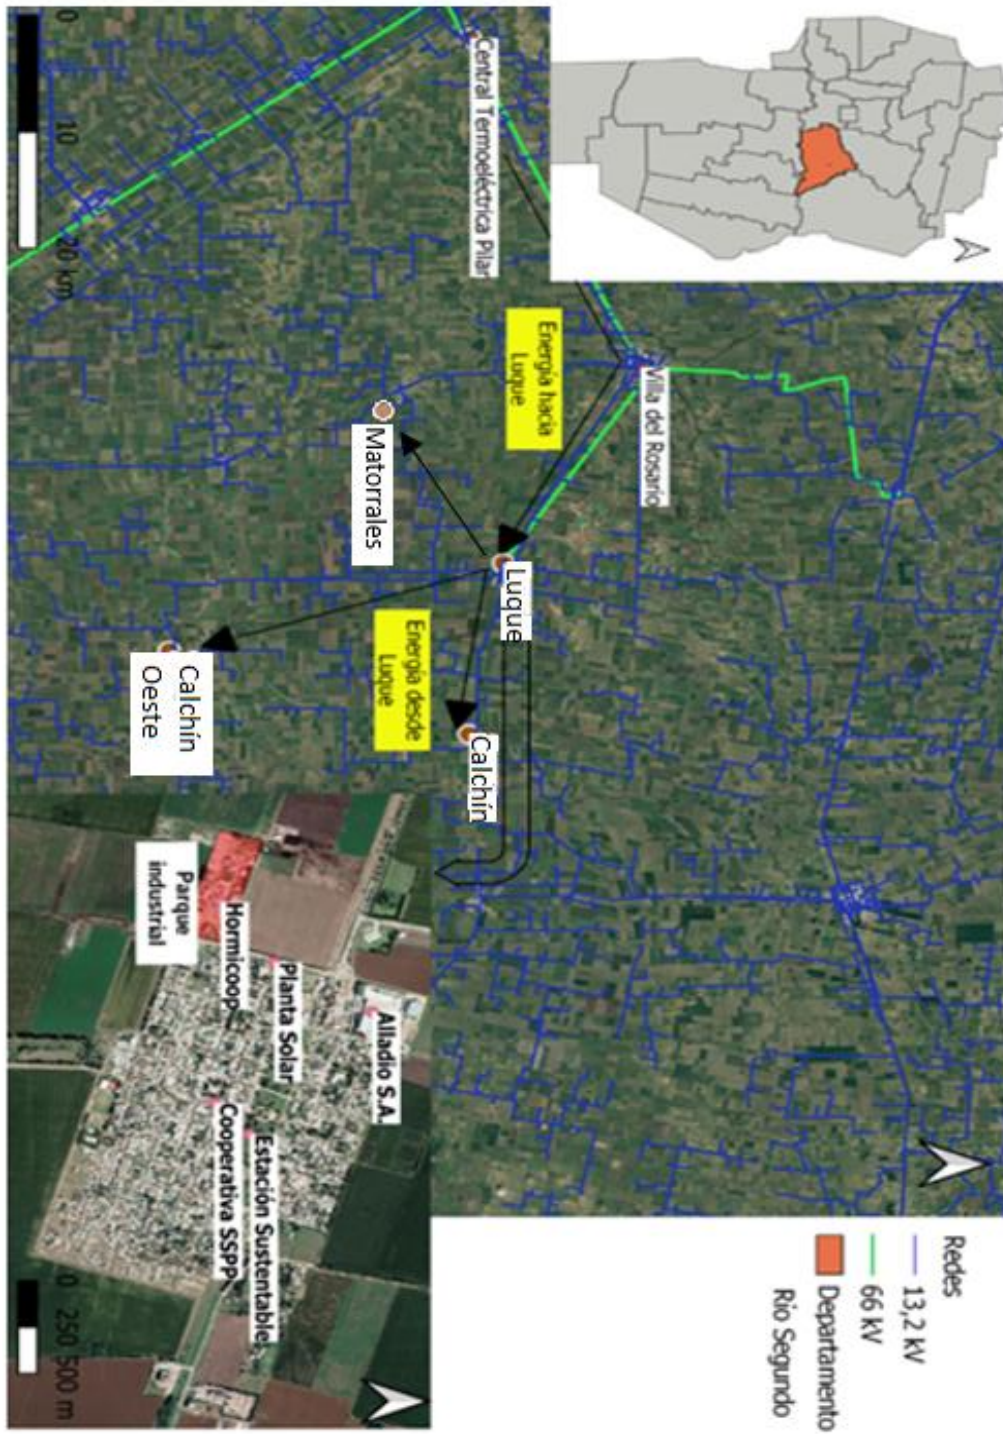 Redes
13,2 kV
66 kV
Departamento
Rio Segundo
Villa del Rosario
Central Termoeléctrica Pilar
Energía hacia
Luque
Luque
Calchín
Matorrales
Energía desde
Luque
Calchín
Oeste
0
10
20 km
Alladio S.A.
Planta Solar
Estación Sustentable
Hormicoop
Cooperativa SSPP
Parque
industrial
0
250
500 m